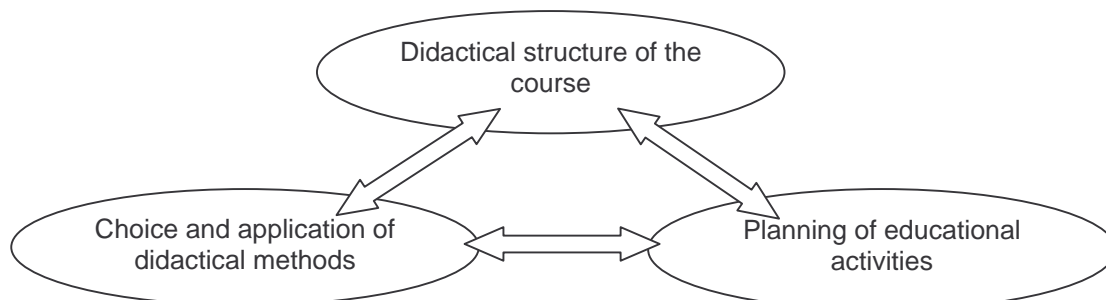 Didactical structure of the
course
Choice and application of
didactical methods
Planning of educational
activities